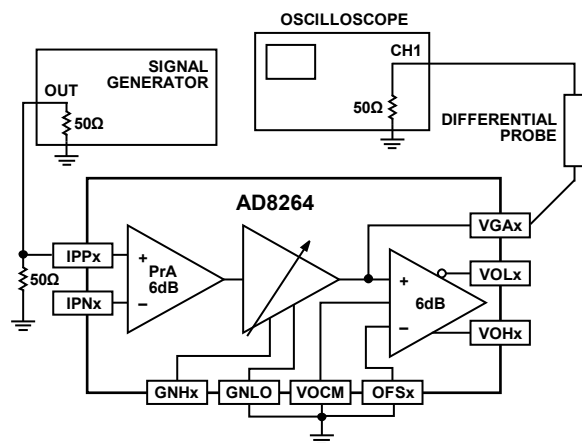 OSCILLOSCOPE
CH1
50Ω
SIGNAL
GENERATOR
OUT
50Ω
DIFFERENTIAL
PROBE
AD8264
VGAx
IPPx
+
PrA
6dB
–
50Ω
IPNx
+
6dB
–
VOLx
VOHx
GNHx
GNLO
VOCM
OFSx